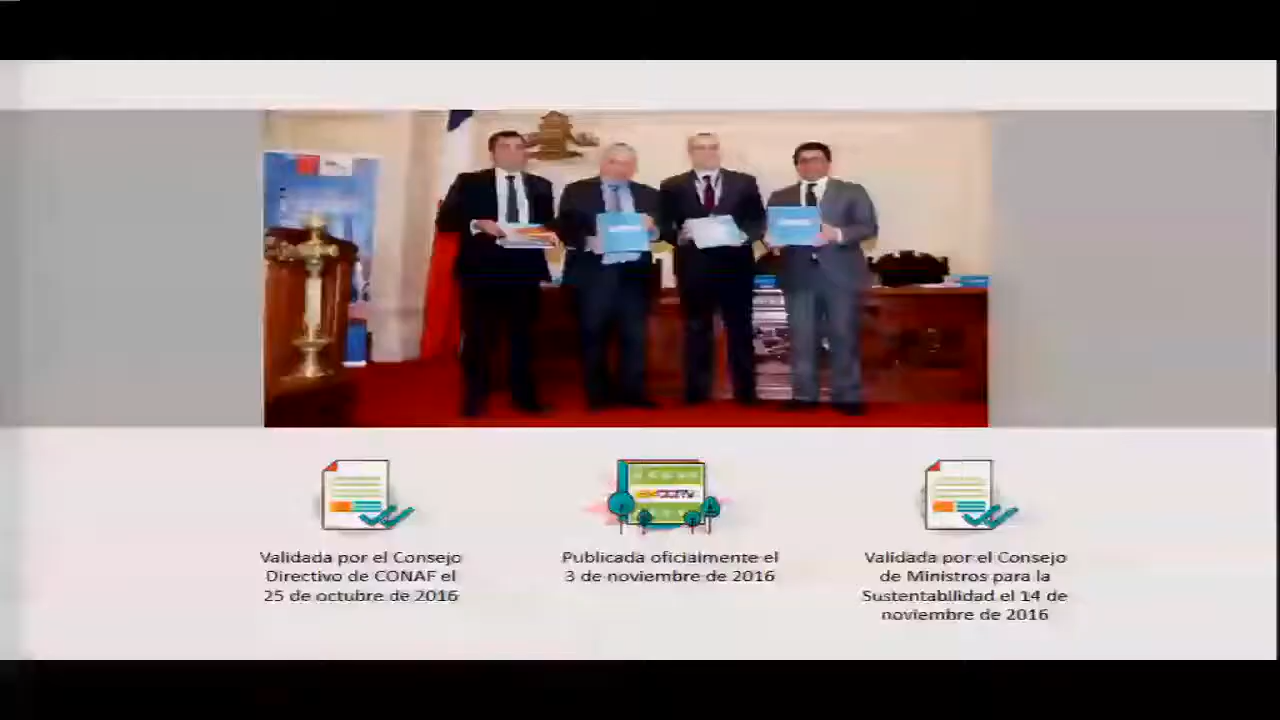 Validada por el Consejo
Directivo de CONAF el
25 de octubre de 2016
Publicada oficialmente el
3 de noviembre de 2016
Validada por el Consejo
de Ministros para la
Sustentabilidad el 14 de
noviembre de 2016